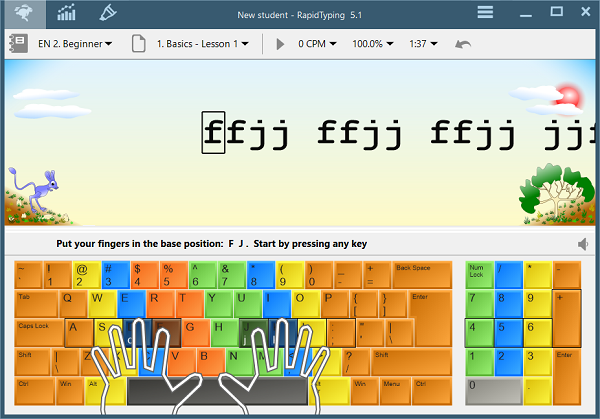 New student - RapidTyping 5.1
EN 2. Beginner 1. Basics - Lesson 1 0 CPM 100.0% 1:37
ffjj ffjj ffjj jjf
Put your fingers in the base position: F J . Start by pressing any key
~ ! @ # $ % ^ & * ( ) _ + Back Space
` 1 2 3 4 5 6 7 8 9 0 - =
Tab Q W E R T Y U I O P { } Enter
[ ]
Caps Lock A S G H : "
; '
Shift | Z X C V B N M < > ? Shift
\ /
Ctrl Win Alt Alt Win Menu Ctrl
Num Lock / * -
7 8 9 +
4 5 6
1 2 3 Enter
0 .